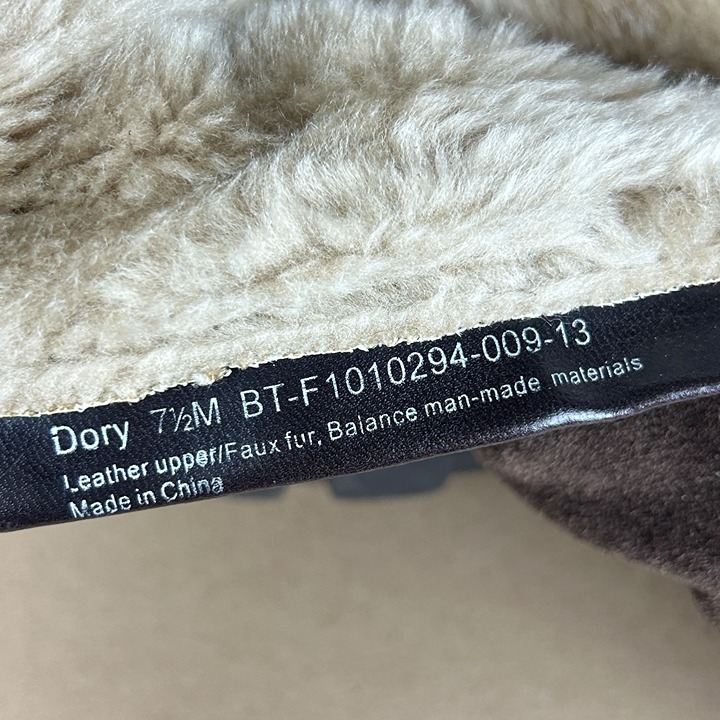 Dory 7½M BT-F1010294-009-13
Leather upper/Faux fur, Balance man-made materials
Made in China